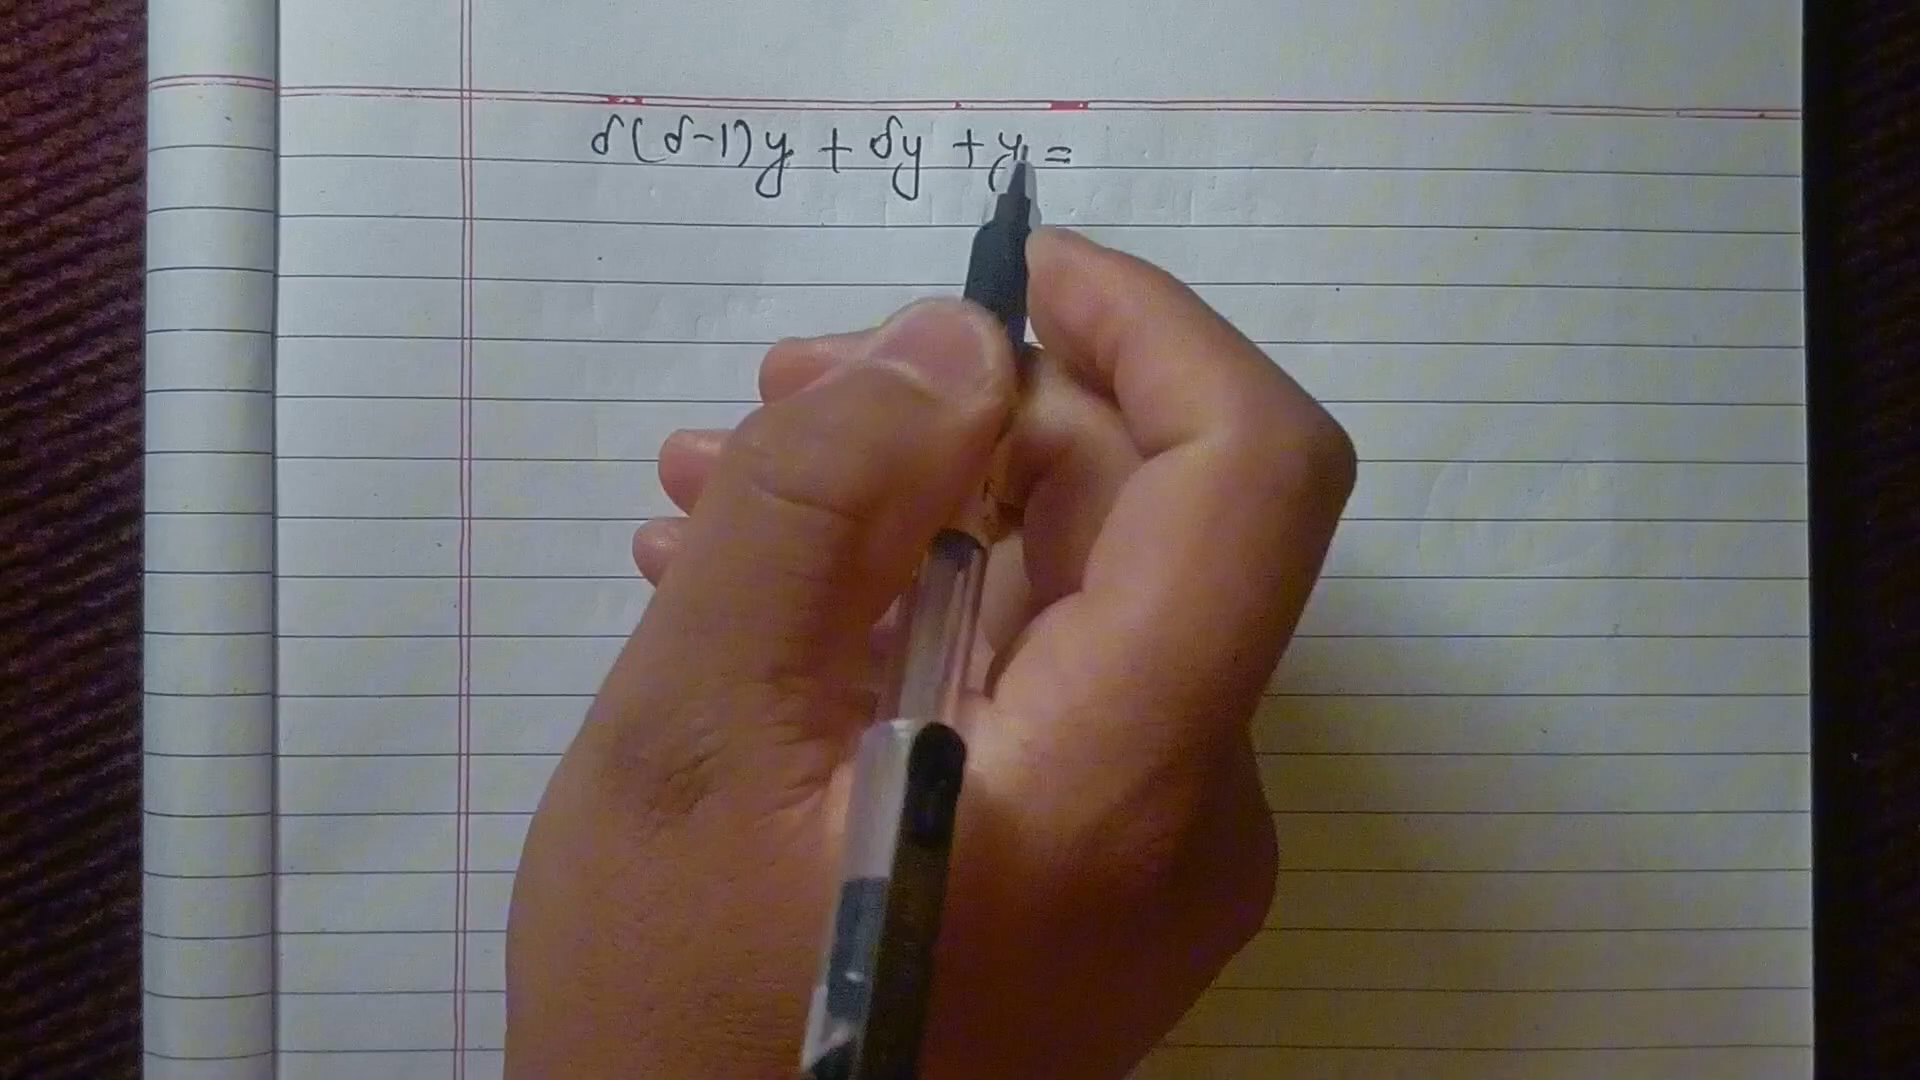 δ(δ-1)y + δy + y =